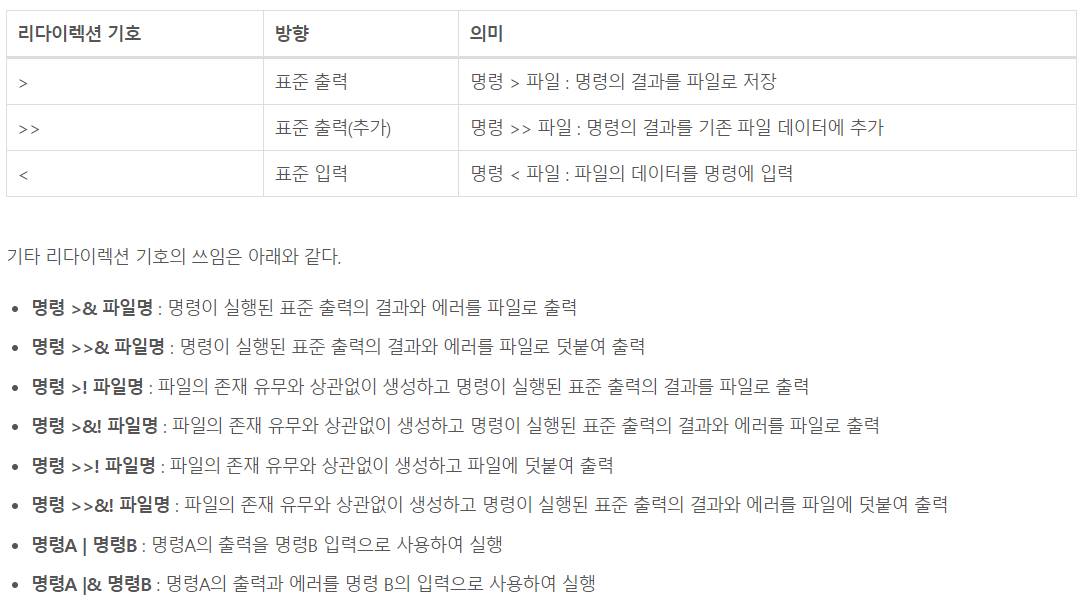 리다이렉션 기호 방향 의미
> 표준 출력 명령 > 파일 : 명령의 결과를 파일로 저장
>> 표준 출력(추가) 명령 >> 파일 : 명령의 결과를 기존 파일 데이터에 추가
< 표준 입력 명령 < 파일 : 파일의 데이터를 명령에 입력
기타 리다이렉션 기호의 쓰임은 아래와 같다.
• 명령 >& 파일명 : 명령이 실행된 표준 출력의 결과와 에러를 파일로 출력
• 명령 >>& 파일명 : 명령이 실행된 표준 출력의 결과와 에러를 파일로 덧붙여 출력
• 명령 >! 파일명 : 파일의 존재 유무와 상관없이 생성하고 명령이 실행된 표준 출력의 결과를 파일로 출력
• 명령 >&! 파일명 : 파일의 존재 유무와 상관없이 생성하고 명령이 실행된 표준 출력의 결과와 에러를 파일로 출력
• 명령 >>! 파일명 : 파일의 존재 유무와 상관없이 생성하고 파일에 덧붙여 출력
• 명령 >>&! 파일명 : 파일의 존재 유무와 상관없이 생성하고 명령이 실행된 표준 출력의 결과와 에러를 파일에 덧붙여 출력
• 명령A | 명령B : 명령A의 출력을 명령B 입력으로 사용하여 실행
• 명령A |& 명령B : 명령A의 출력과 에러를 명령 B의 입력으로 사용하여 실행